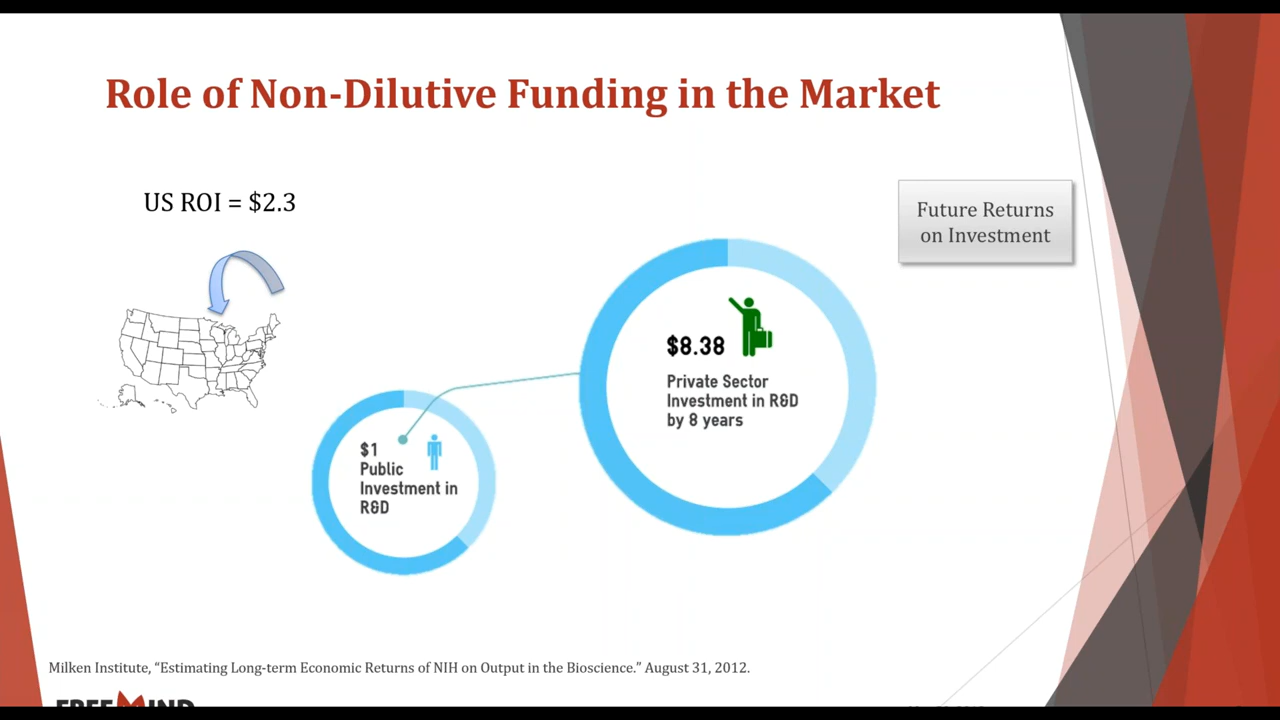 Role of Non-Dilutive Funding in the Market
US ROI = $2.3
Future Returns
on Investment
$8.38
Private Sector
Investment in R&D
by 8 years
$1
Public
Investment in
R&D
Milken Institute, “Estimating Long-term Economic Returns of NIH on Output in the Bioscience.” August 31, 2012.
FREEMIND